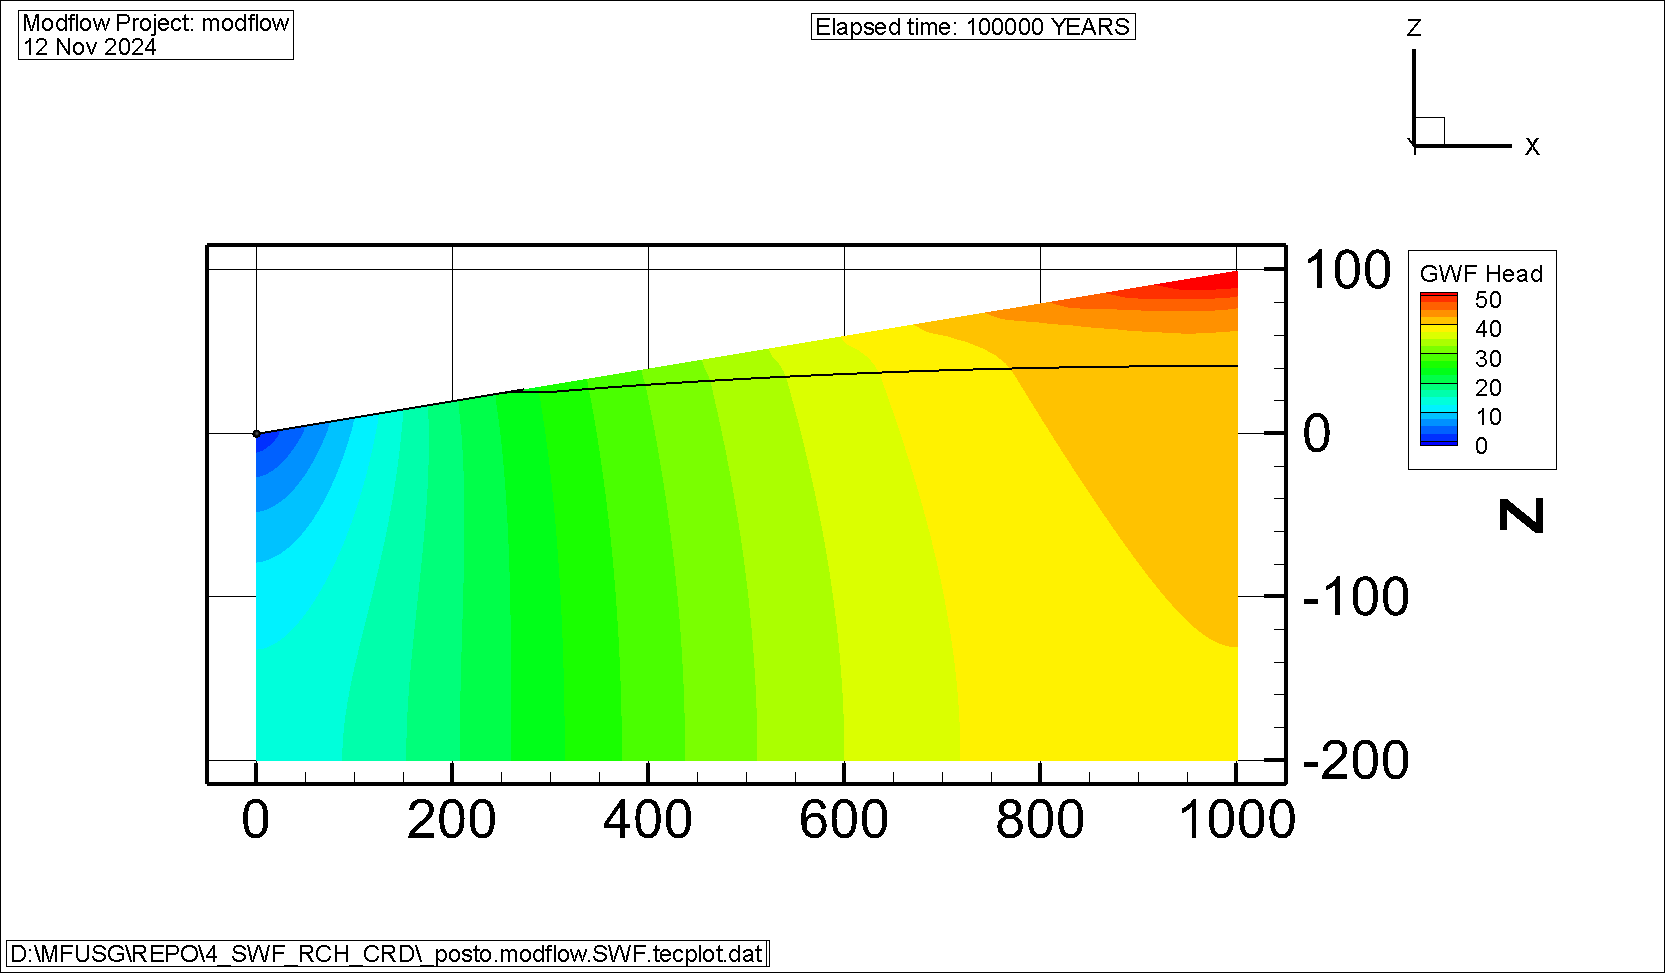 Modflow Project: modflow
12 Nov 2024
Elapsed time: 100000 YEARS
Z
X
Y
100
0
-100
-200
Z
0
200
400
600
800
1000
GWF Head
50
40
30
20
10
0
D:\MFUSG\REPO\4_SWF_RCH_CRD\_posto.modflow.SWF.tecplot.dat